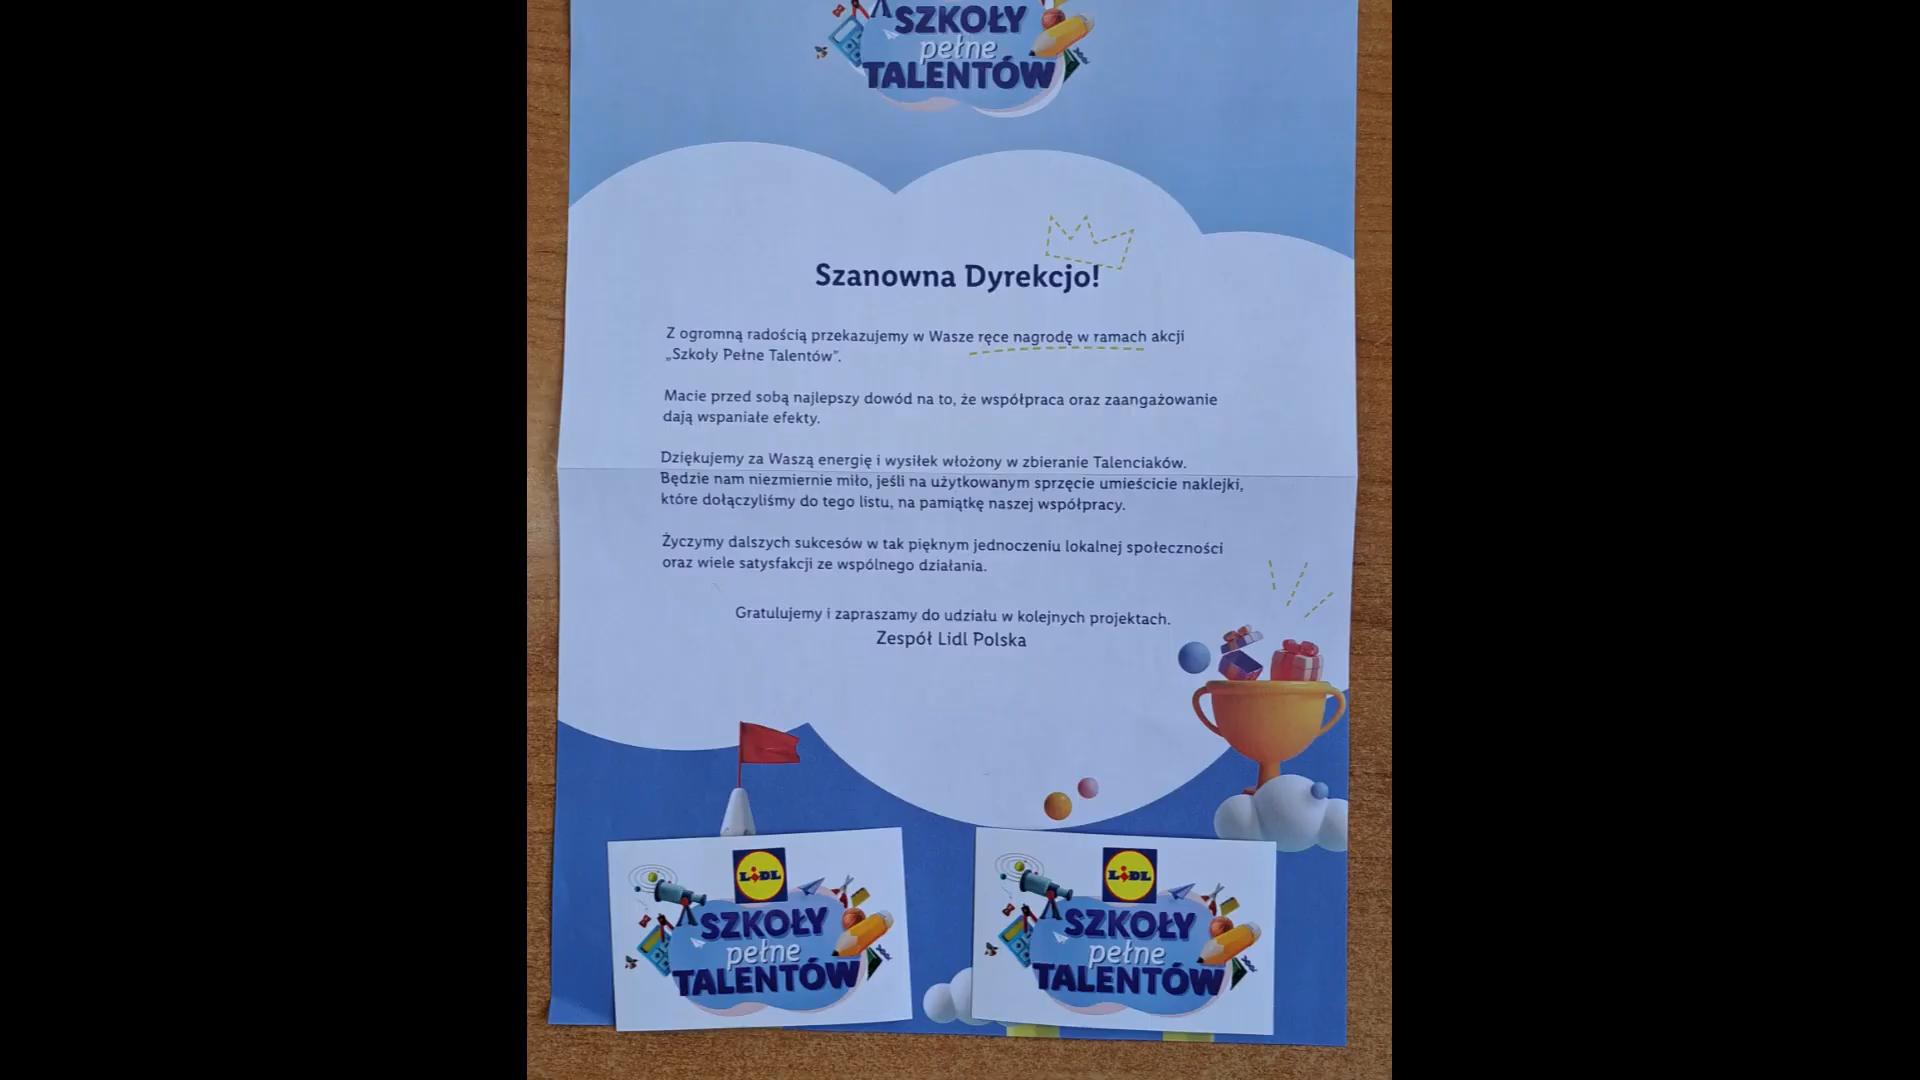 SZKOŁY
pełne
TALENTÓW
Szanowna Dyrekcjo!
Z ogromną radością przekazujemy w Wasze ręce nagrodę w ramach akcji
„Szkoły Pełne Talentów”.
Macie przed sobą najlepszy dowód na to, że współpraca oraz zaangażowanie
dają wspaniałe efekty.
Dziękujemy za Waszą energię i wysiłek włożony w zbieranie Talenciaków.
Będzie nam niezmiernie miło, jeśli na użytkowanym sprzęcie umieścicie naklejki,
które dołączyliśmy do tego listu, na pamiątkę naszej współpracy.
Życzymy dalszych sukcesów w tak pięknym jednoczeniu lokalnej społeczności
oraz wiele satysfakcji ze wspólnego działania.
Gratulujemy i zapraszamy do udziału w kolejnych projektach.
Zespół Lidl Polska
LIDL
SZKOŁY
pełne
TALENTÓW
LIDL
SZKOŁY
pełne
TALENTÓW